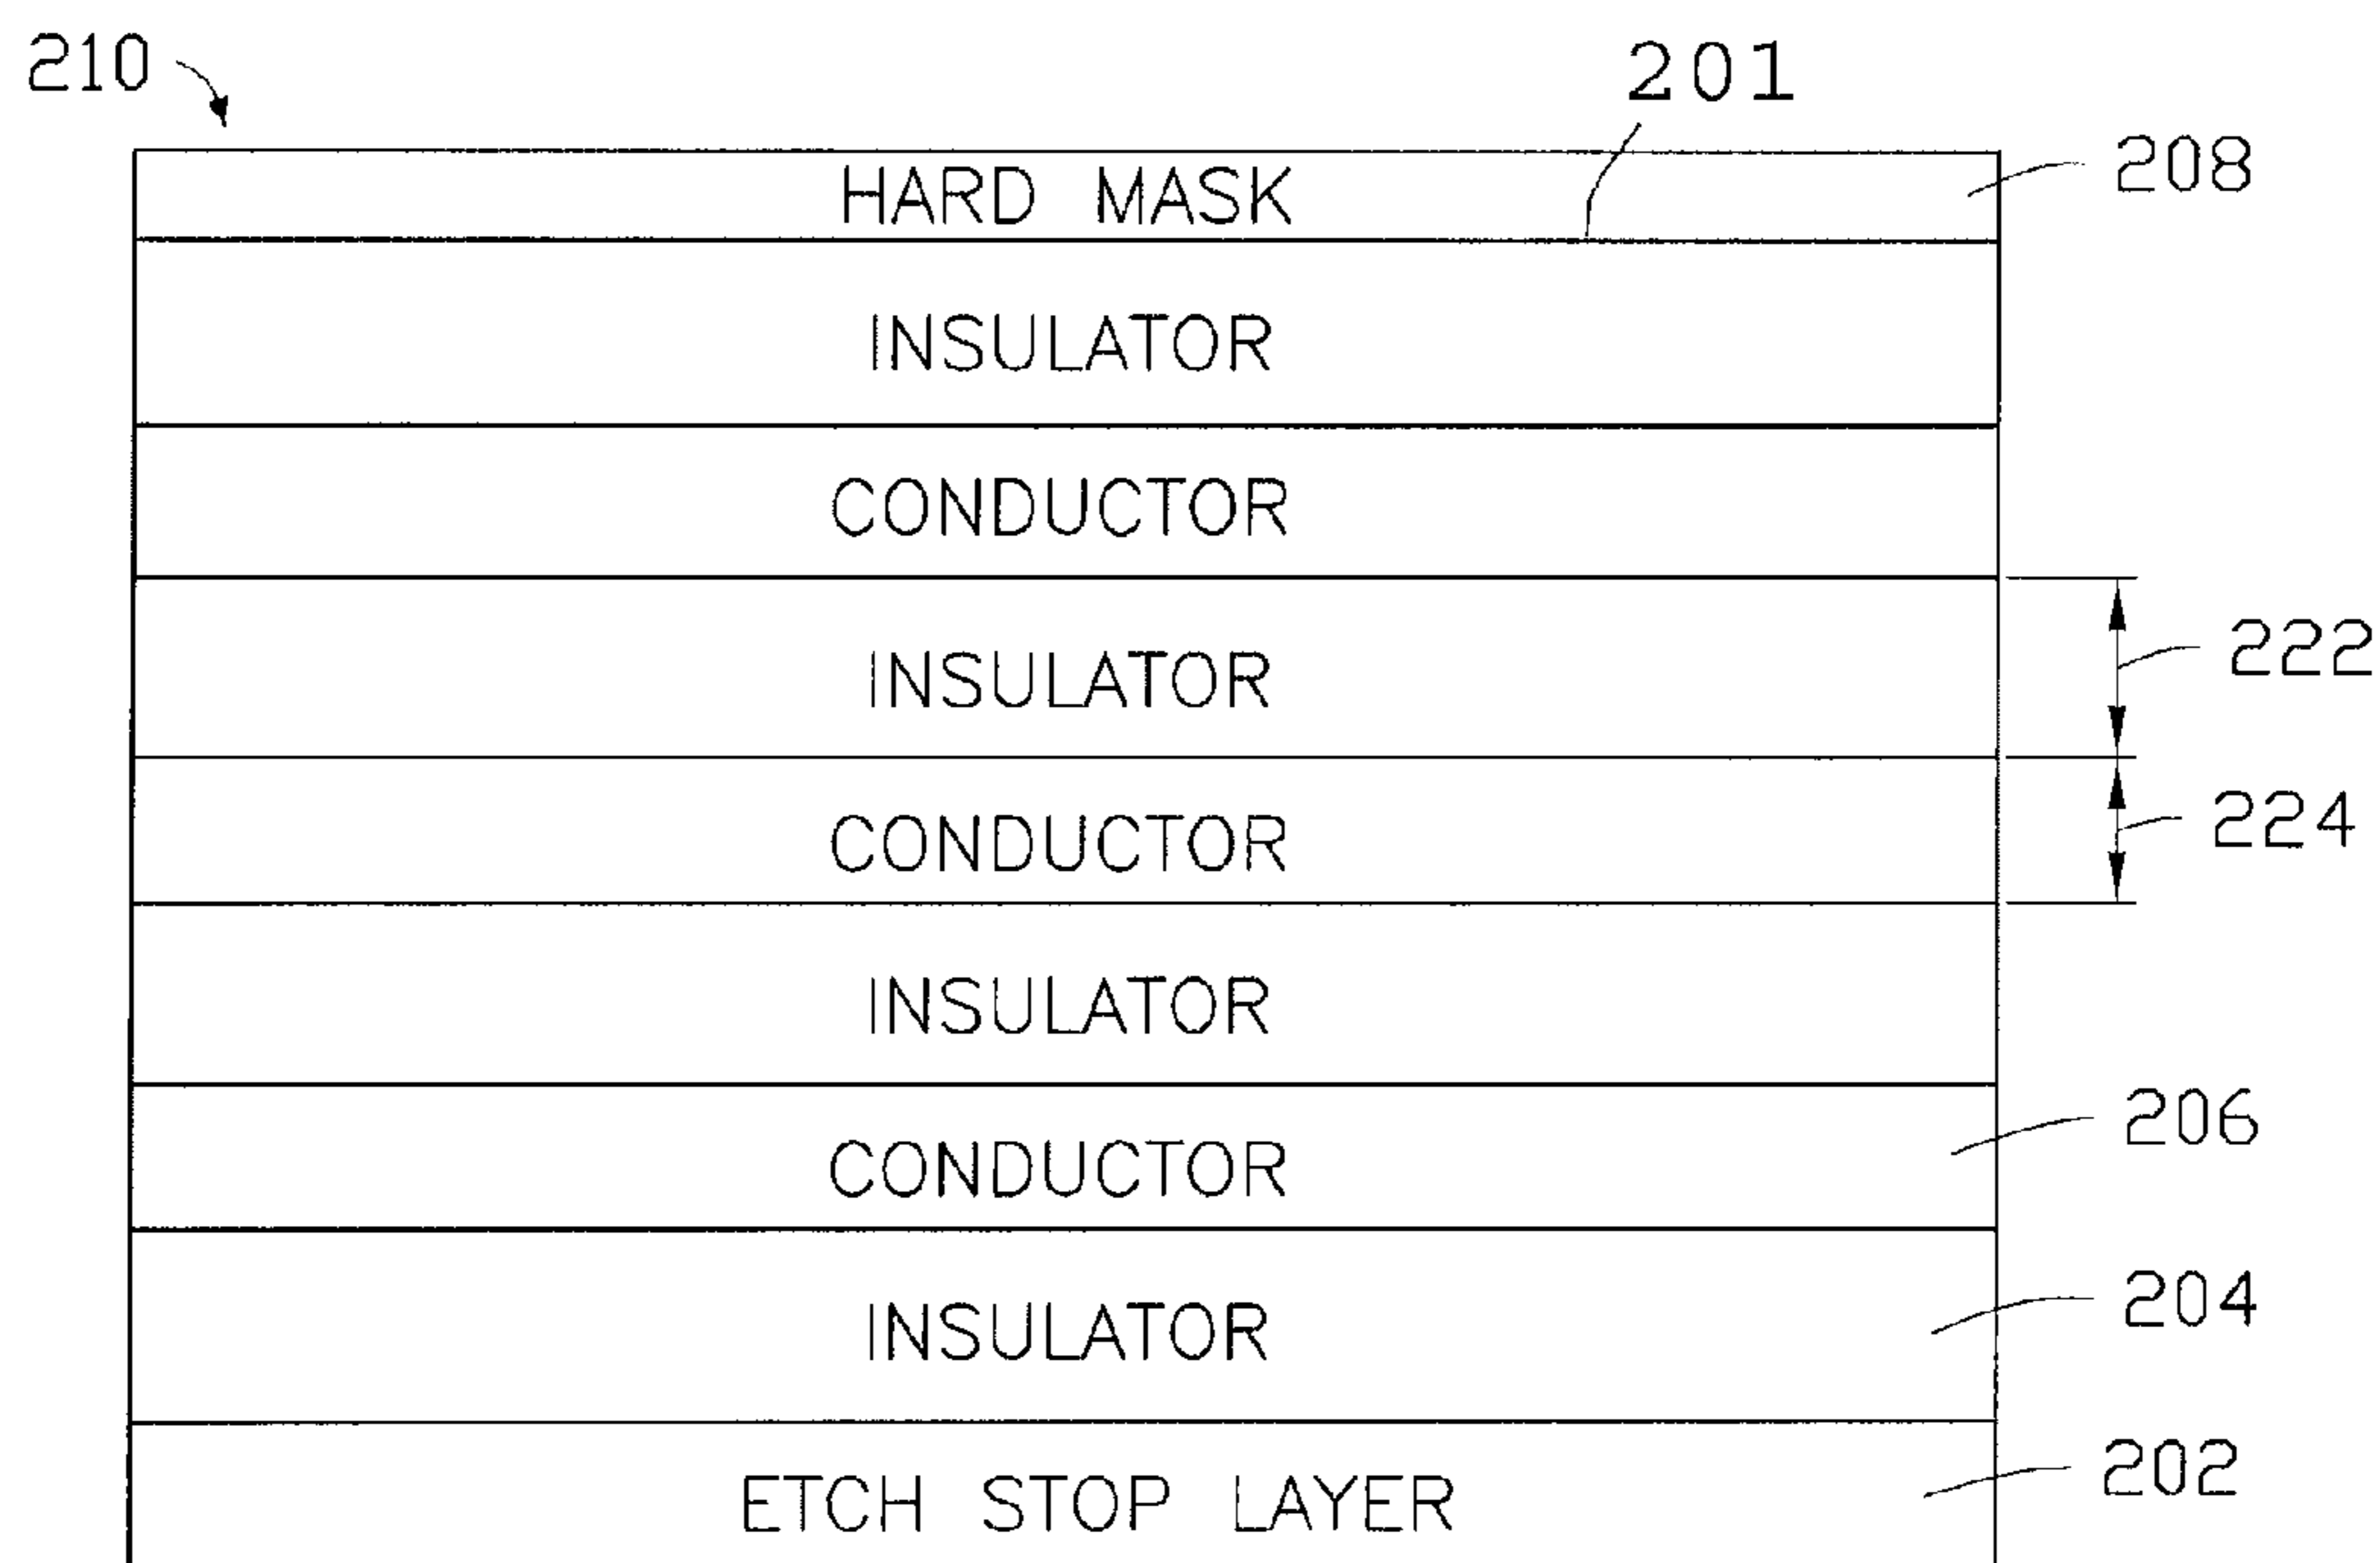 210
201
HARD MASK
208
INSULATOR
CONDUCTOR
INSULATOR
222
CONDUCTOR
224
INSULATOR
CONDUCTOR
206
INSULATOR
204
ETCH STOP LAYER
202